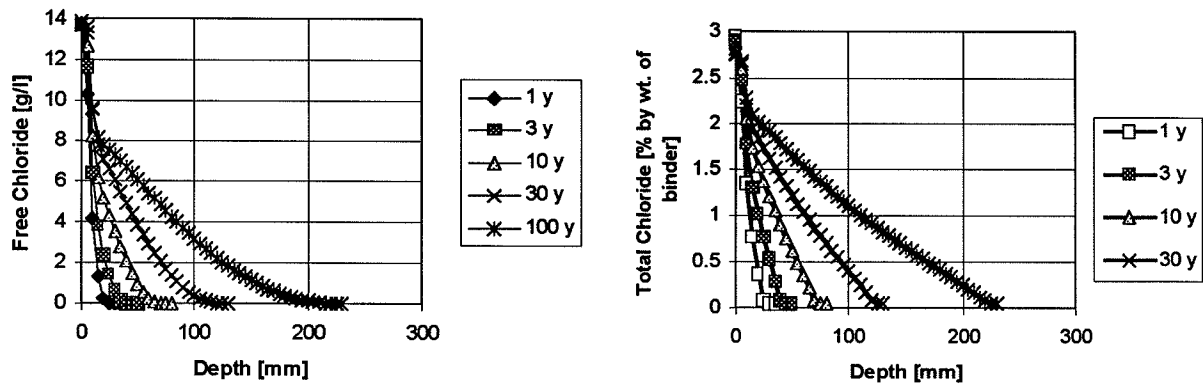 14
12
10
8
6
4
2
0
Free Chloride [g/l]
0 100 200 300
Depth [mm]
1 y
3 y
10 y
30 y
100 y
3
2.5
2
1.5
1
0.5
0
Total Chloride [% by wt. of
binder]
0 100 200 300
Depth [mm]
1 y
3 y
10 y
30 y